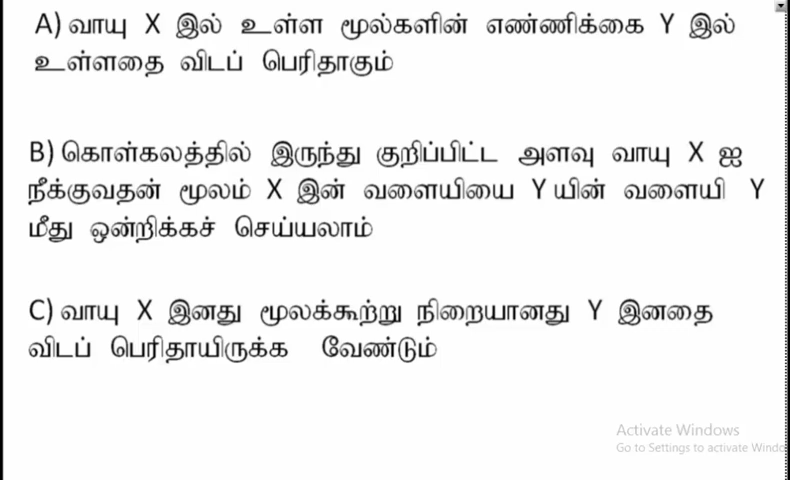 A) வாயு X இல் உள்ள மூல்களின் எண்ணிக்கை Y இல்
உள்ளதை விடப் பெரிதாகும்
B) கொள்கலத்தில் இருந்து குறிப்பிட்ட அளவு வாயு X ஐ
நீக்குவதன் மூலம் X இன் வளையியை Y யின் வளையி Y
மீது ஒன்றிக்கச் செய்யலாம்
C) வாயு X இனது மூலக்கூற்று நிறையானது Y இனதை
விடப் பெரிதாயிருக்க வேண்டும்
Activate Windows
Go to Settings to activate Windo